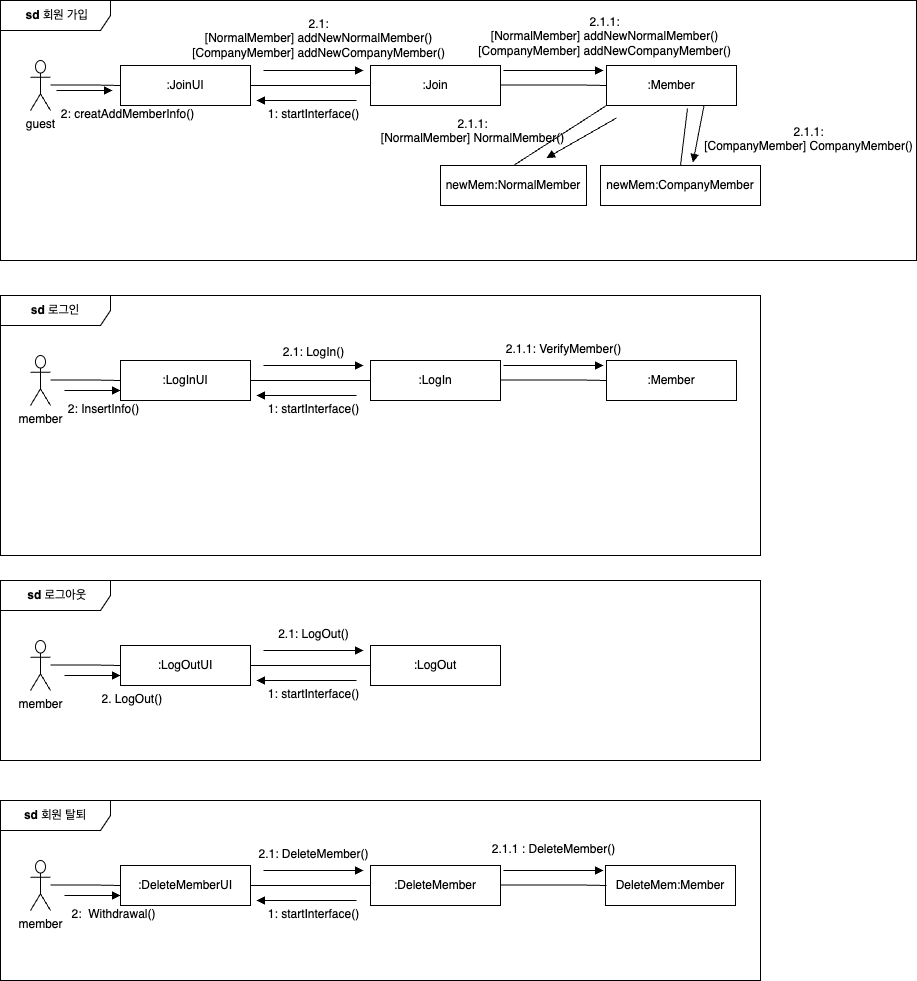 sd 회원 가입
2.1:
[NormalMember] addNewNormalMember()
[CompanyMember] addNewCompanyMember()
2.1.1:
[NormalMember] addNewNormalMember()
[CompanyMember] addNewCompanyMember()
:JoinUI
:Join
:Member
guest
2: creatAddMemberInfo()
1: startInterface()
2.1.1:
[NormalMember] NormalMember()
2.1.1:
[CompanyMember] CompanyMember()
newMem:NormalMember
newMem:CompanyMember
sd 로그인
2.1: LogIn()
2.1.1: VerifyMember()
:LogInUI
:LogIn
:Member
member
2: InsertInfo()
1: startInterface()
sd 로그아웃
2.1: LogOut()
:LogOutUI
:LogOut
member
2. LogOut()
1: startInterface()
sd 회원 탈퇴
2.1: DeleteMember()
2.1.1 : DeleteMember()
:DeleteMemberUI
:DeleteMember
DeleteMem:Member
member
2:  Withdrawal()
1: startInterface()